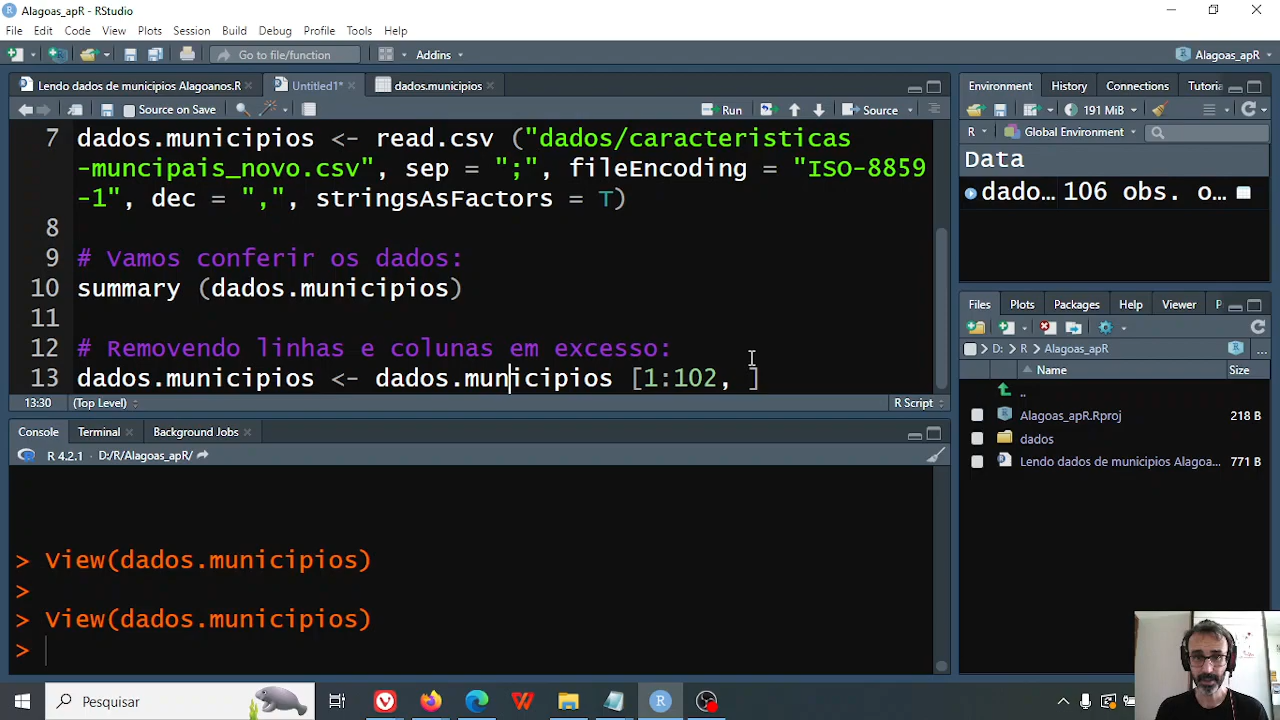 Alagoas_apR - RStudio
File Edit Code View Plots Session Build Debug Profile Tools Help
Go to file/function Addins Alagoas_apR
Lendo dados de municipios Alagoanos.R Untitled1* dados.municipios
Source on Save Run Source
7 dados.municipios <- read.csv ("dados/caracteristicas
-muncipais_novo.csv", sep = ";", fileEncoding = "ISO-8859
-1", dec = ",", stringsAsFactors = T)
8
9 # Vamos conferir os dados:
10 summary (dados.municipios)
11
12 # Removendo linhas e colunas em excesso:
13 dados.municipios <- dados.municipios [1:102, ]
13:30 (Top Level) R Script
Console Terminal Background Jobs
R 4.2.1 · D:/R/Alagoas_apR/
> View(dados.municipios)
>
> View(dados.municipios)
>
Environment History Connections Tutoria
191 MiB
R Global Environment
Data
dado... 106 obs. o...
Files Plots Packages Help Viewer P
D: R Alagoas_apR ...
Name Size
..
Alagoas_apR.Rproj 218 B
dados
Lendo dados de municipios Alagoa... 771 B
Pesquisar